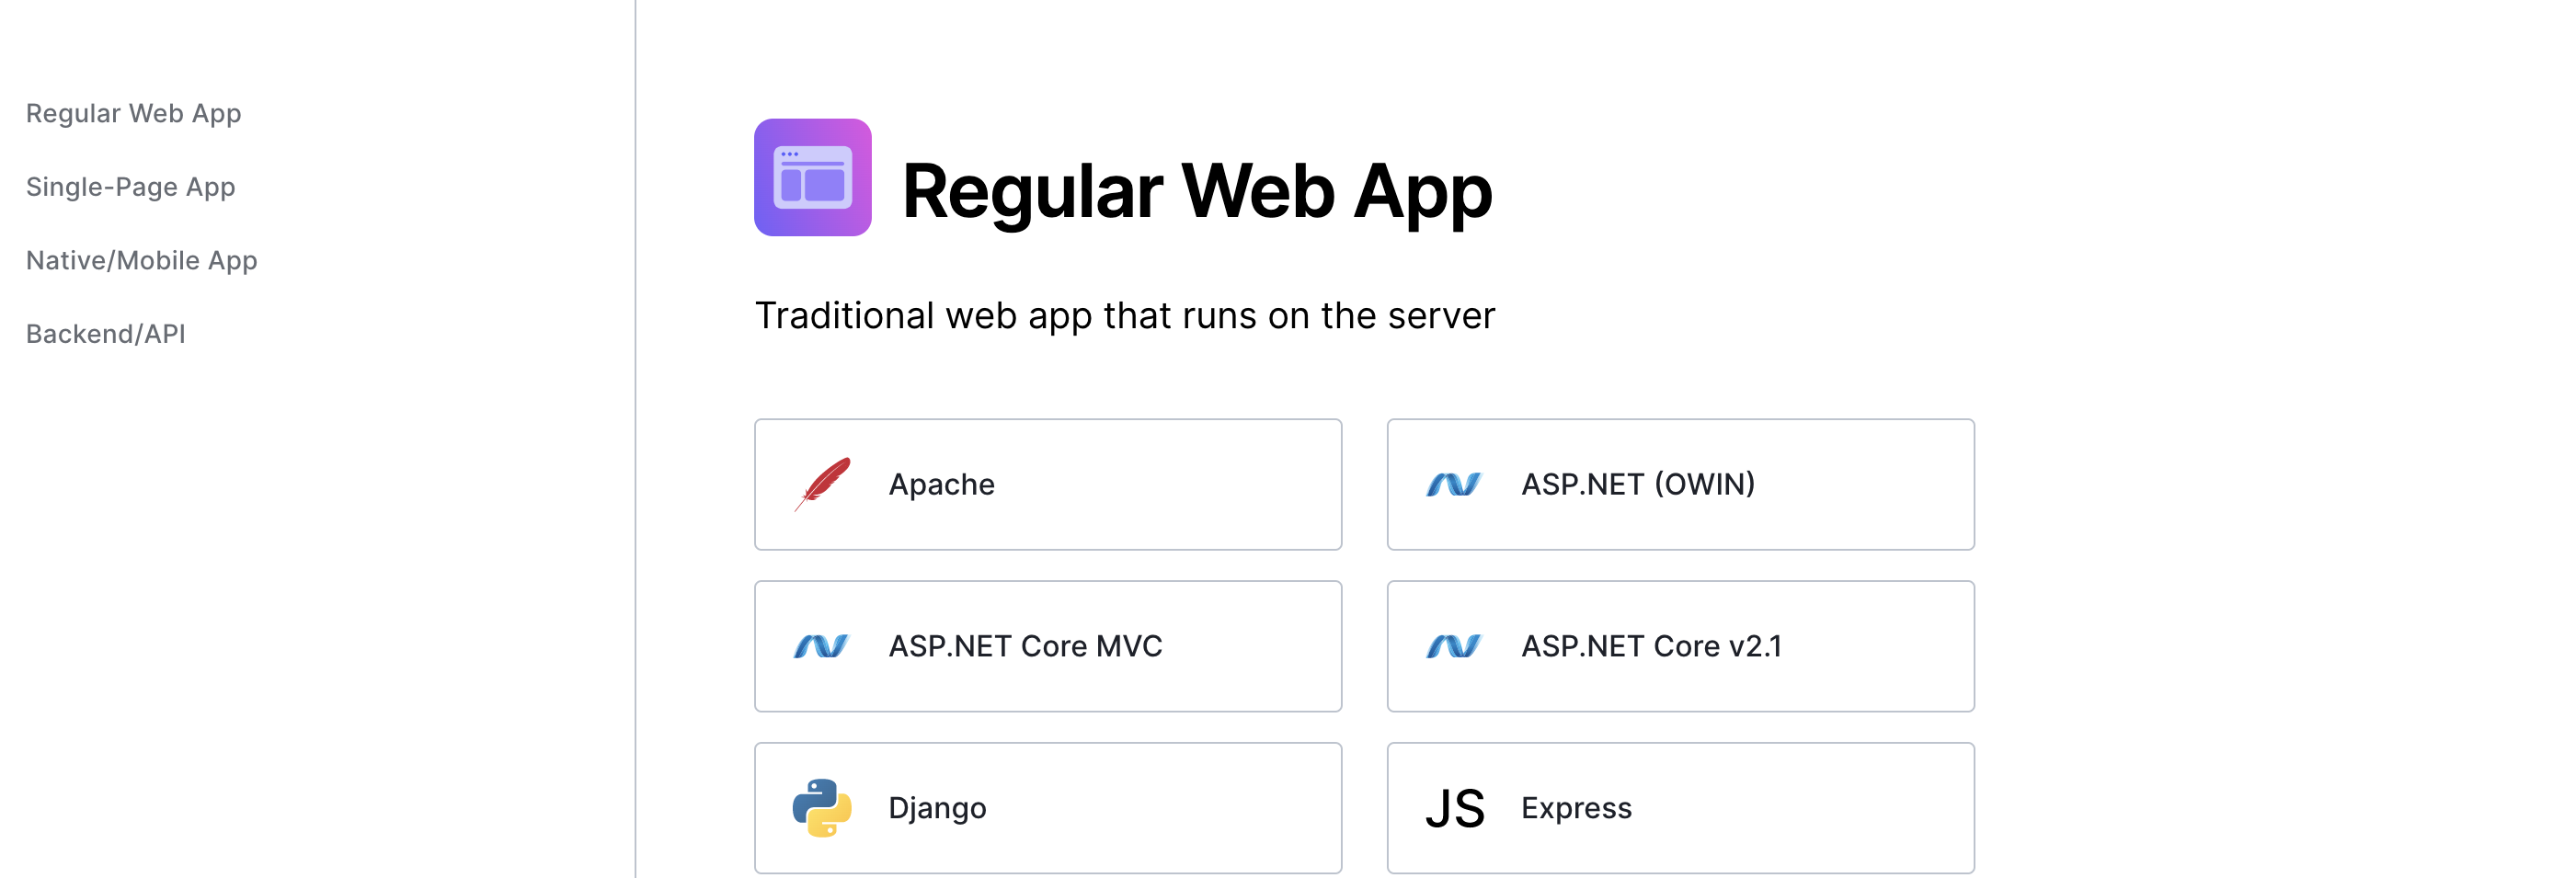 Regular Web App
Single-Page App
Native/Mobile App
Backend/API
Regular Web App
Traditional web app that runs on the server
Apache
ASP.NET (OWIN)
ASP.NET Core MVC
ASP.NET Core v2.1
Django
JS Express